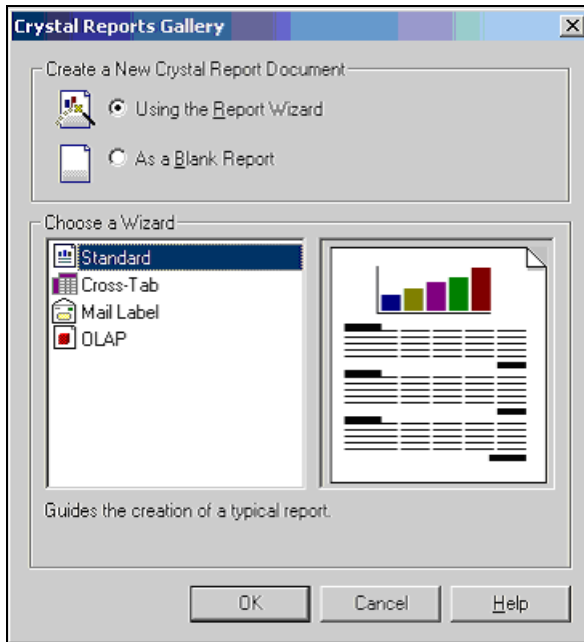 Crystal Reports Gallery
Create a New Crystal Report Document
Using the Report Wizard
As a Blank Report
Choose a Wizard
Standard
Cross-Tab
Mail Label
OLAP
Guides the creation of a typical report.
OK Cancel Help